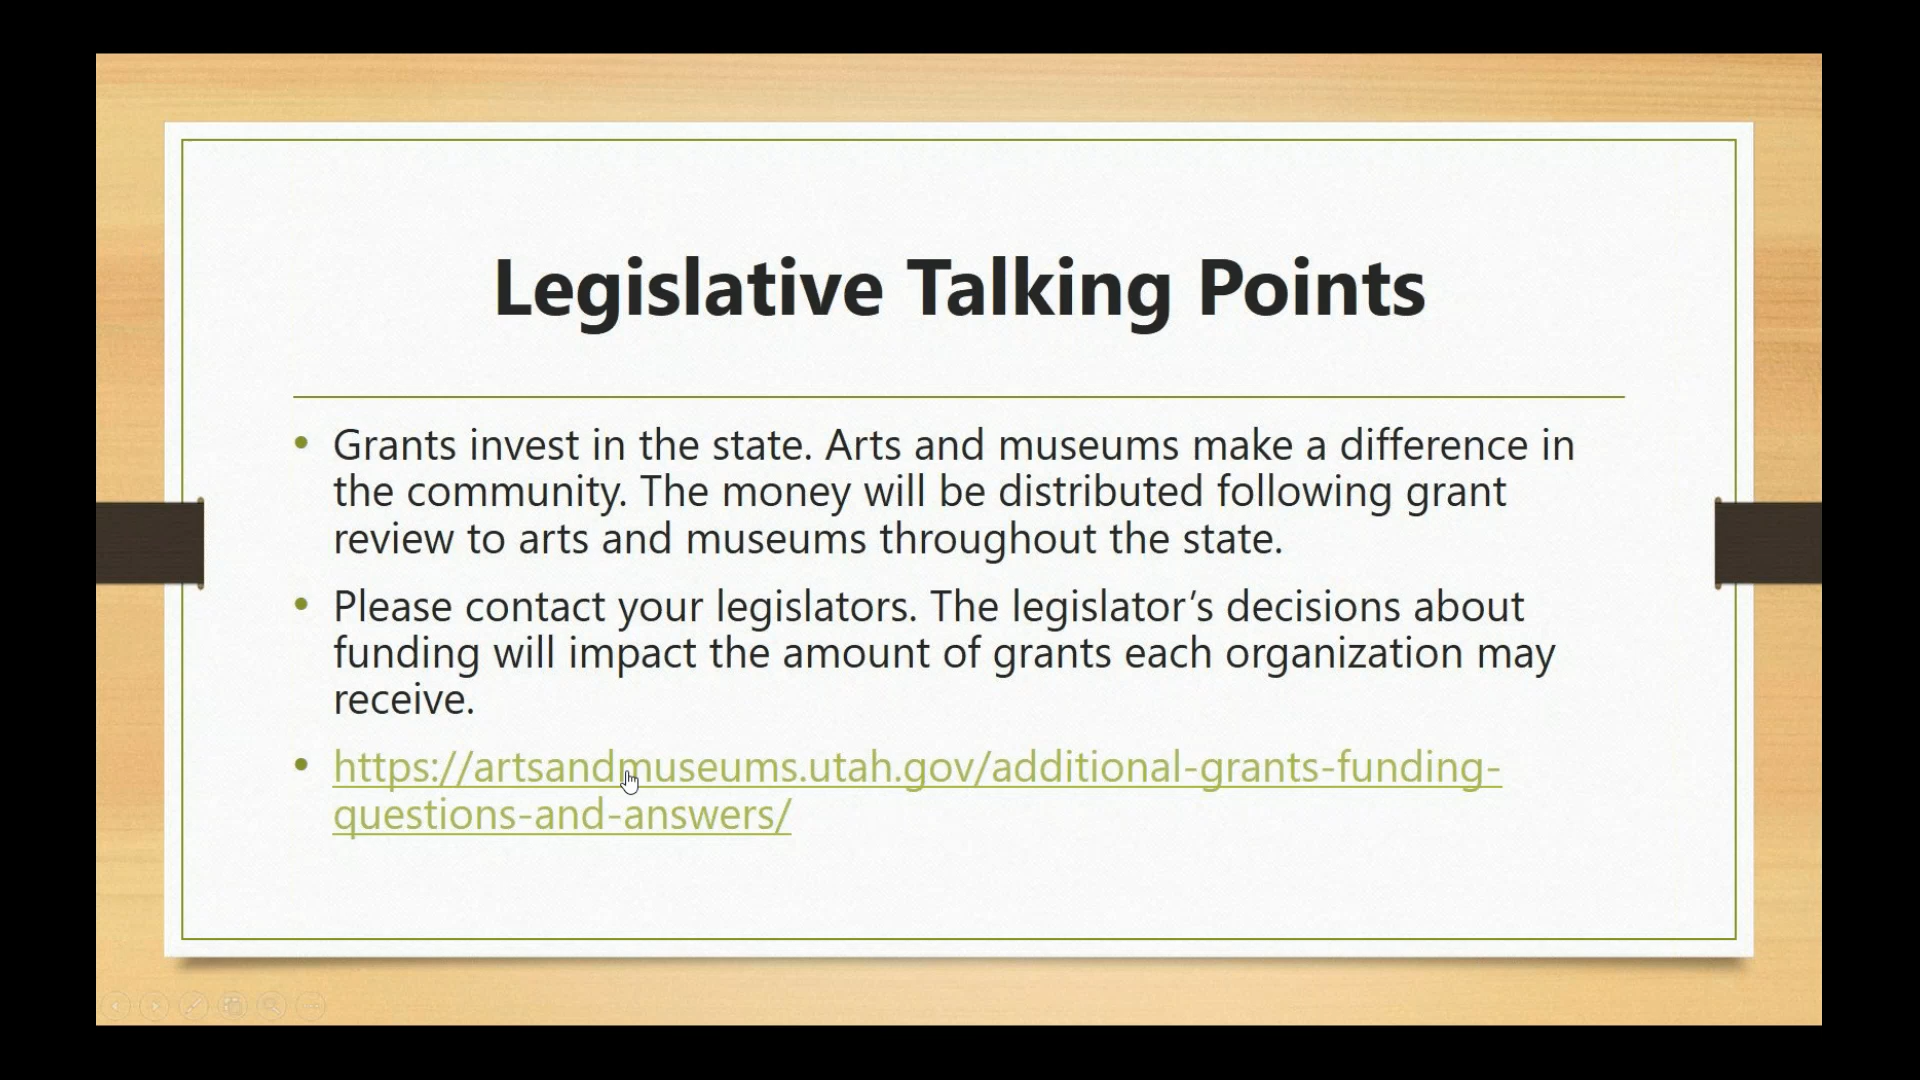 Legislative Talking Points
• Grants invest in the state. Arts and museums make a difference in
the community. The money will be distributed following grant
review to arts and museums throughout the state.
• Please contact your legislators. The legislator’s decisions about
funding will impact the amount of grants each organization may
receive.
• https://artsandmuseums.utah.gov/additional-grants-funding-
questions-and-answers/